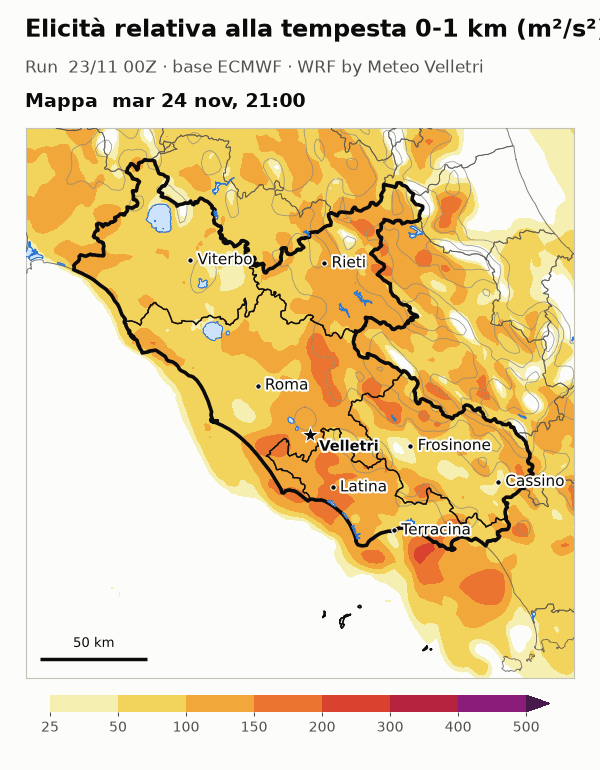 Elicità relativa alla tempesta 0-1 km (m²/s²)
Run 23/11 00Z · base ECMWF · WRF by Meteo Velletri
Mappa mar 24 nov, 21:00
Viterbo
Rieti
Roma
Velletri
Frosinone
Latina
Cassino
Terracina
50 km
25 50 100 150 200 300 400 500